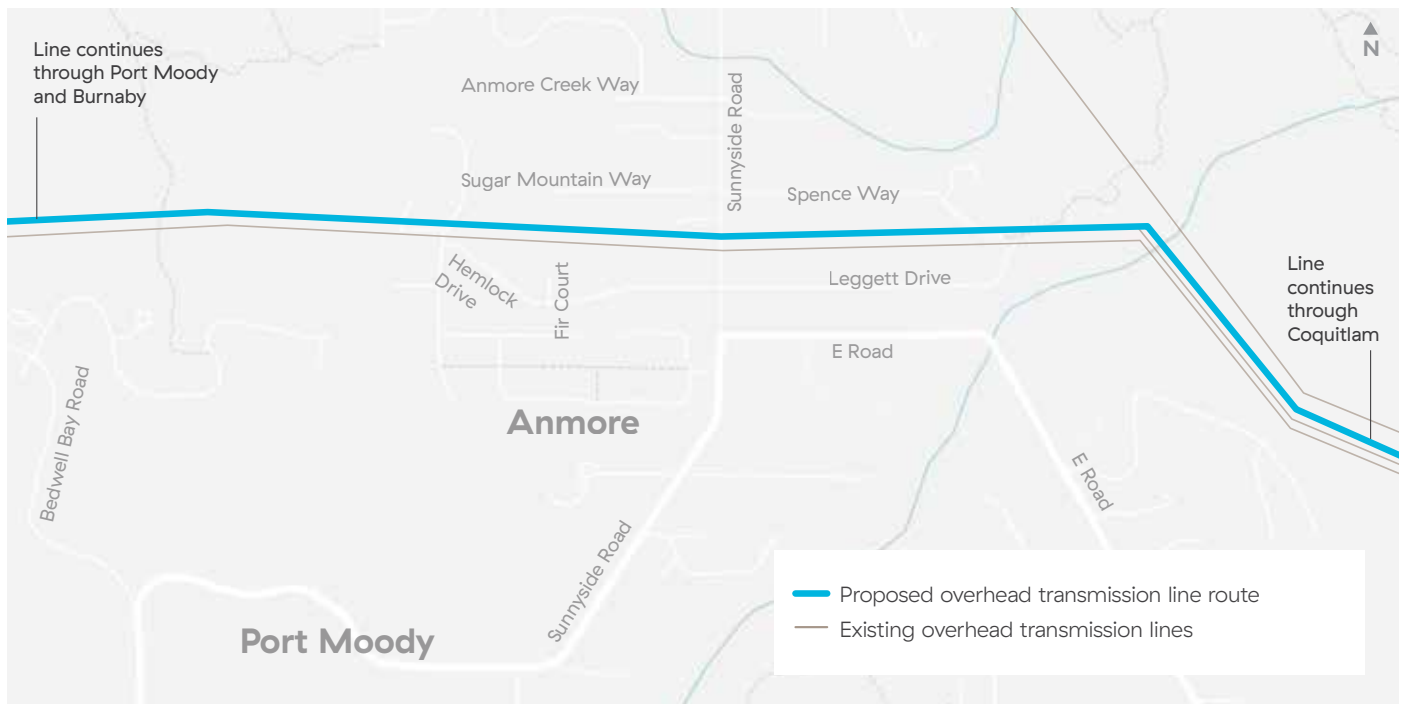 Line continues
through Port Moody
and Burnaby
N
Anmore Creek Way
Sunnyside Road
Sugar Mountain Way
Spence Way
Hemlock
Drive
Fir Court
Leggett Drive
Line
continues
through
Coquitlam
E Road
Bedwell Bay Road
Anmore
E Road
Sunnyside Road
Port Moody
Proposed overhead transmission line route
Existing overhead transmission lines